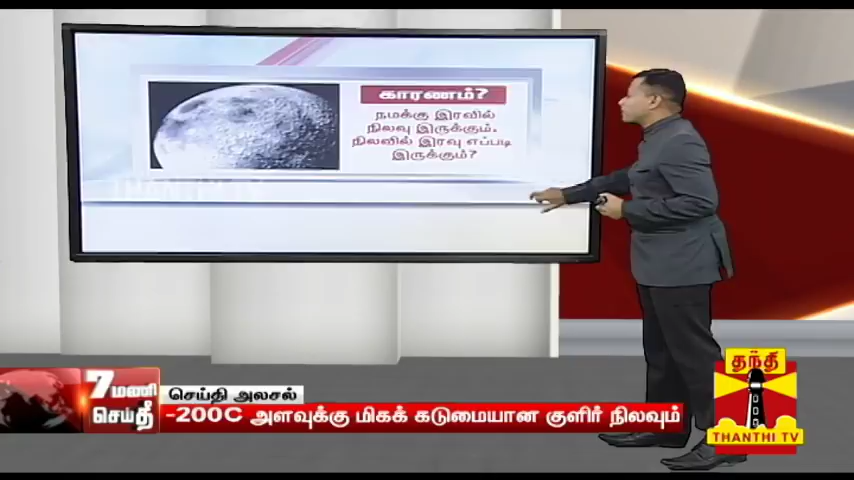 காரணம்?
நமக்கு இரவில்
நிலவு இருக்கும்.
நிலவில் இரவு எப்படி
இருக்கும்?
THANTHI TV
7 மணி
செய்தி
செய்தி அலசல்
-200C அளவுக்கு மிகக் கடுமையான குளிர் நிலவும்
தந்தி
THANTHI TV